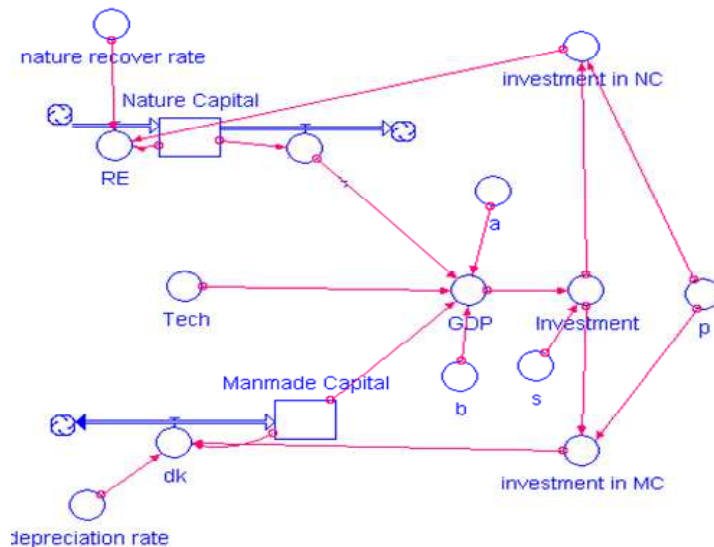 nature recover rate
investment in NC
Nature Capital
RE
a
Tech
GDP
Investment
p
Manmade Capital
b
s
dk
investment in MC
depreciation rate